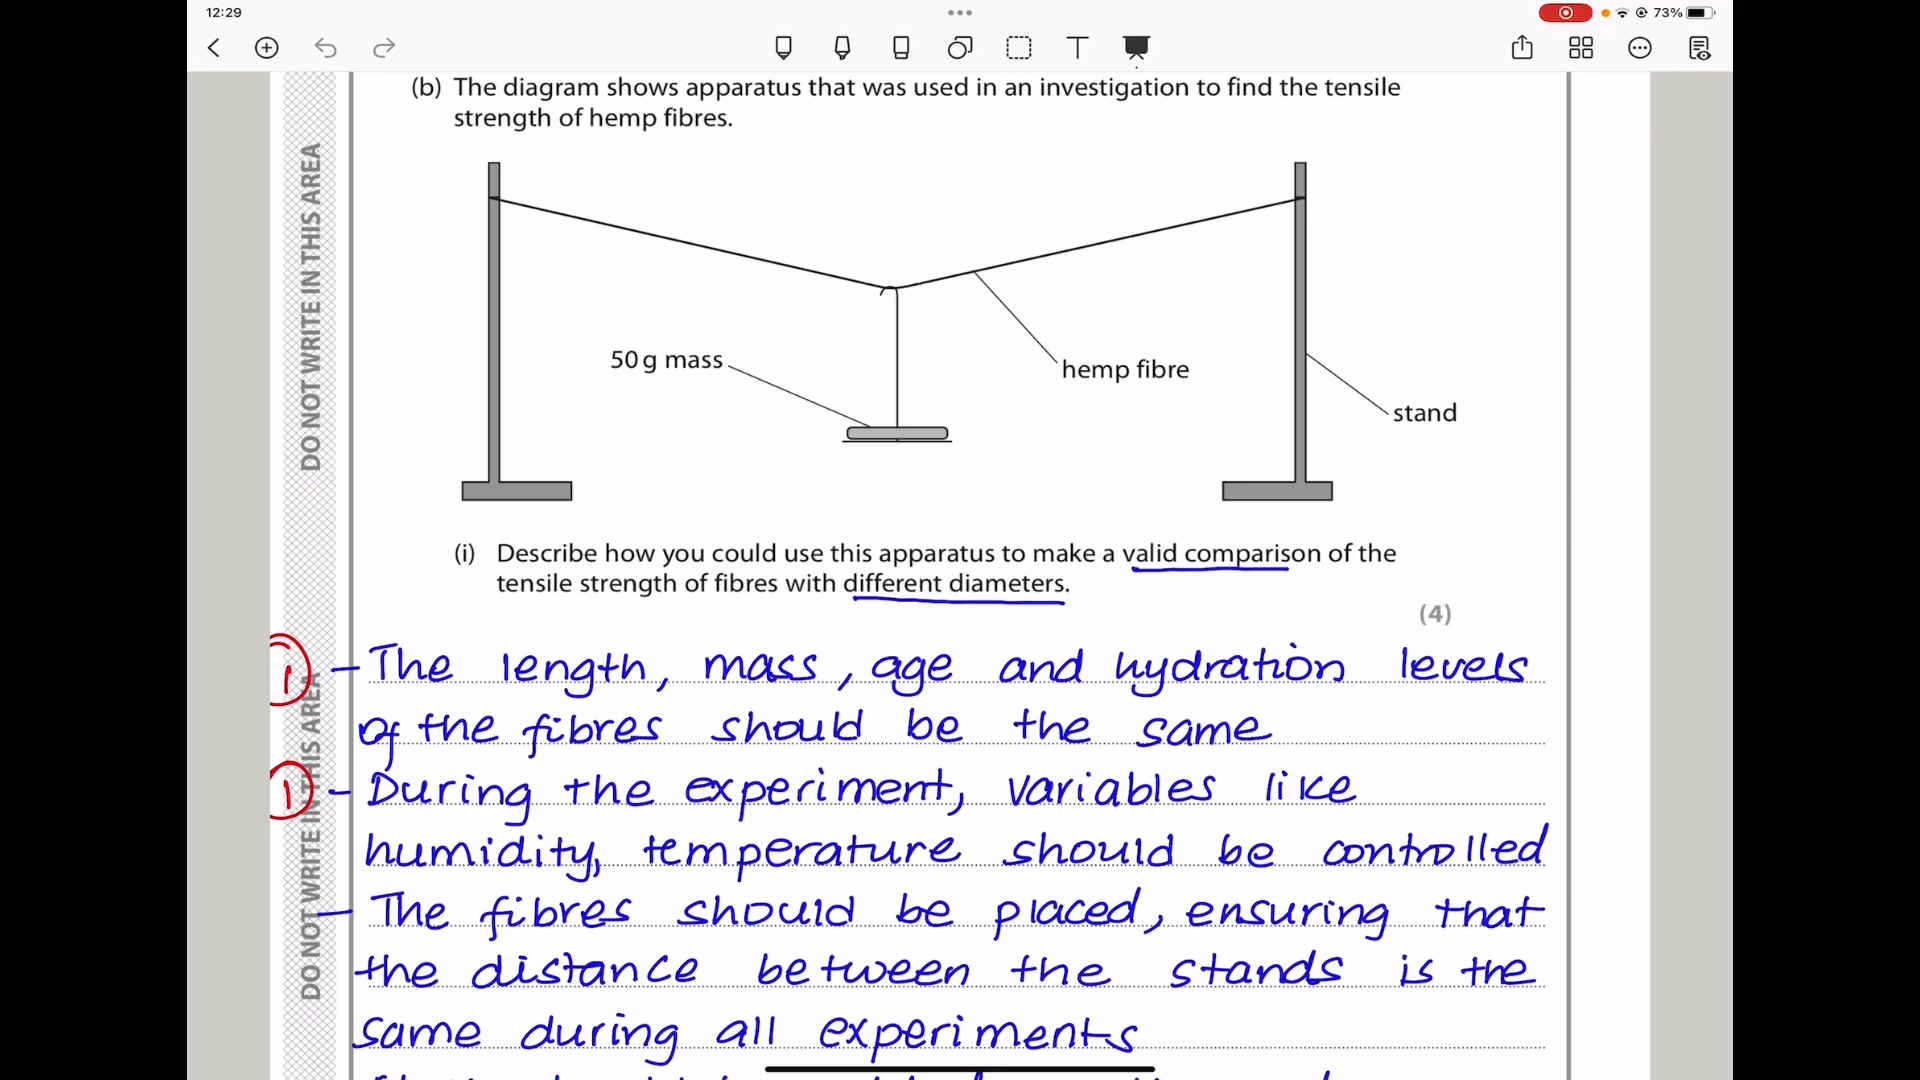 12:29
73%
(b) The diagram shows apparatus that was used in an investigation to find the tensile
strength of hemp fibres.
50 g mass
hemp fibre
stand
(i) Describe how you could use this apparatus to make a valid comparison of the
tensile strength of fibres with different diameters.
(4)
1 - The length, mass, age and hydration levels
of the fibres should be the same
1 - During the experiment, variables like
humidity, temperature should be controlled
- The fibres should be placed, ensuring that
the distance between the stands is the
same during all experiments
DO NOT WRITE IN THIS AREA
DO NOT WRITE IN THIS AREA